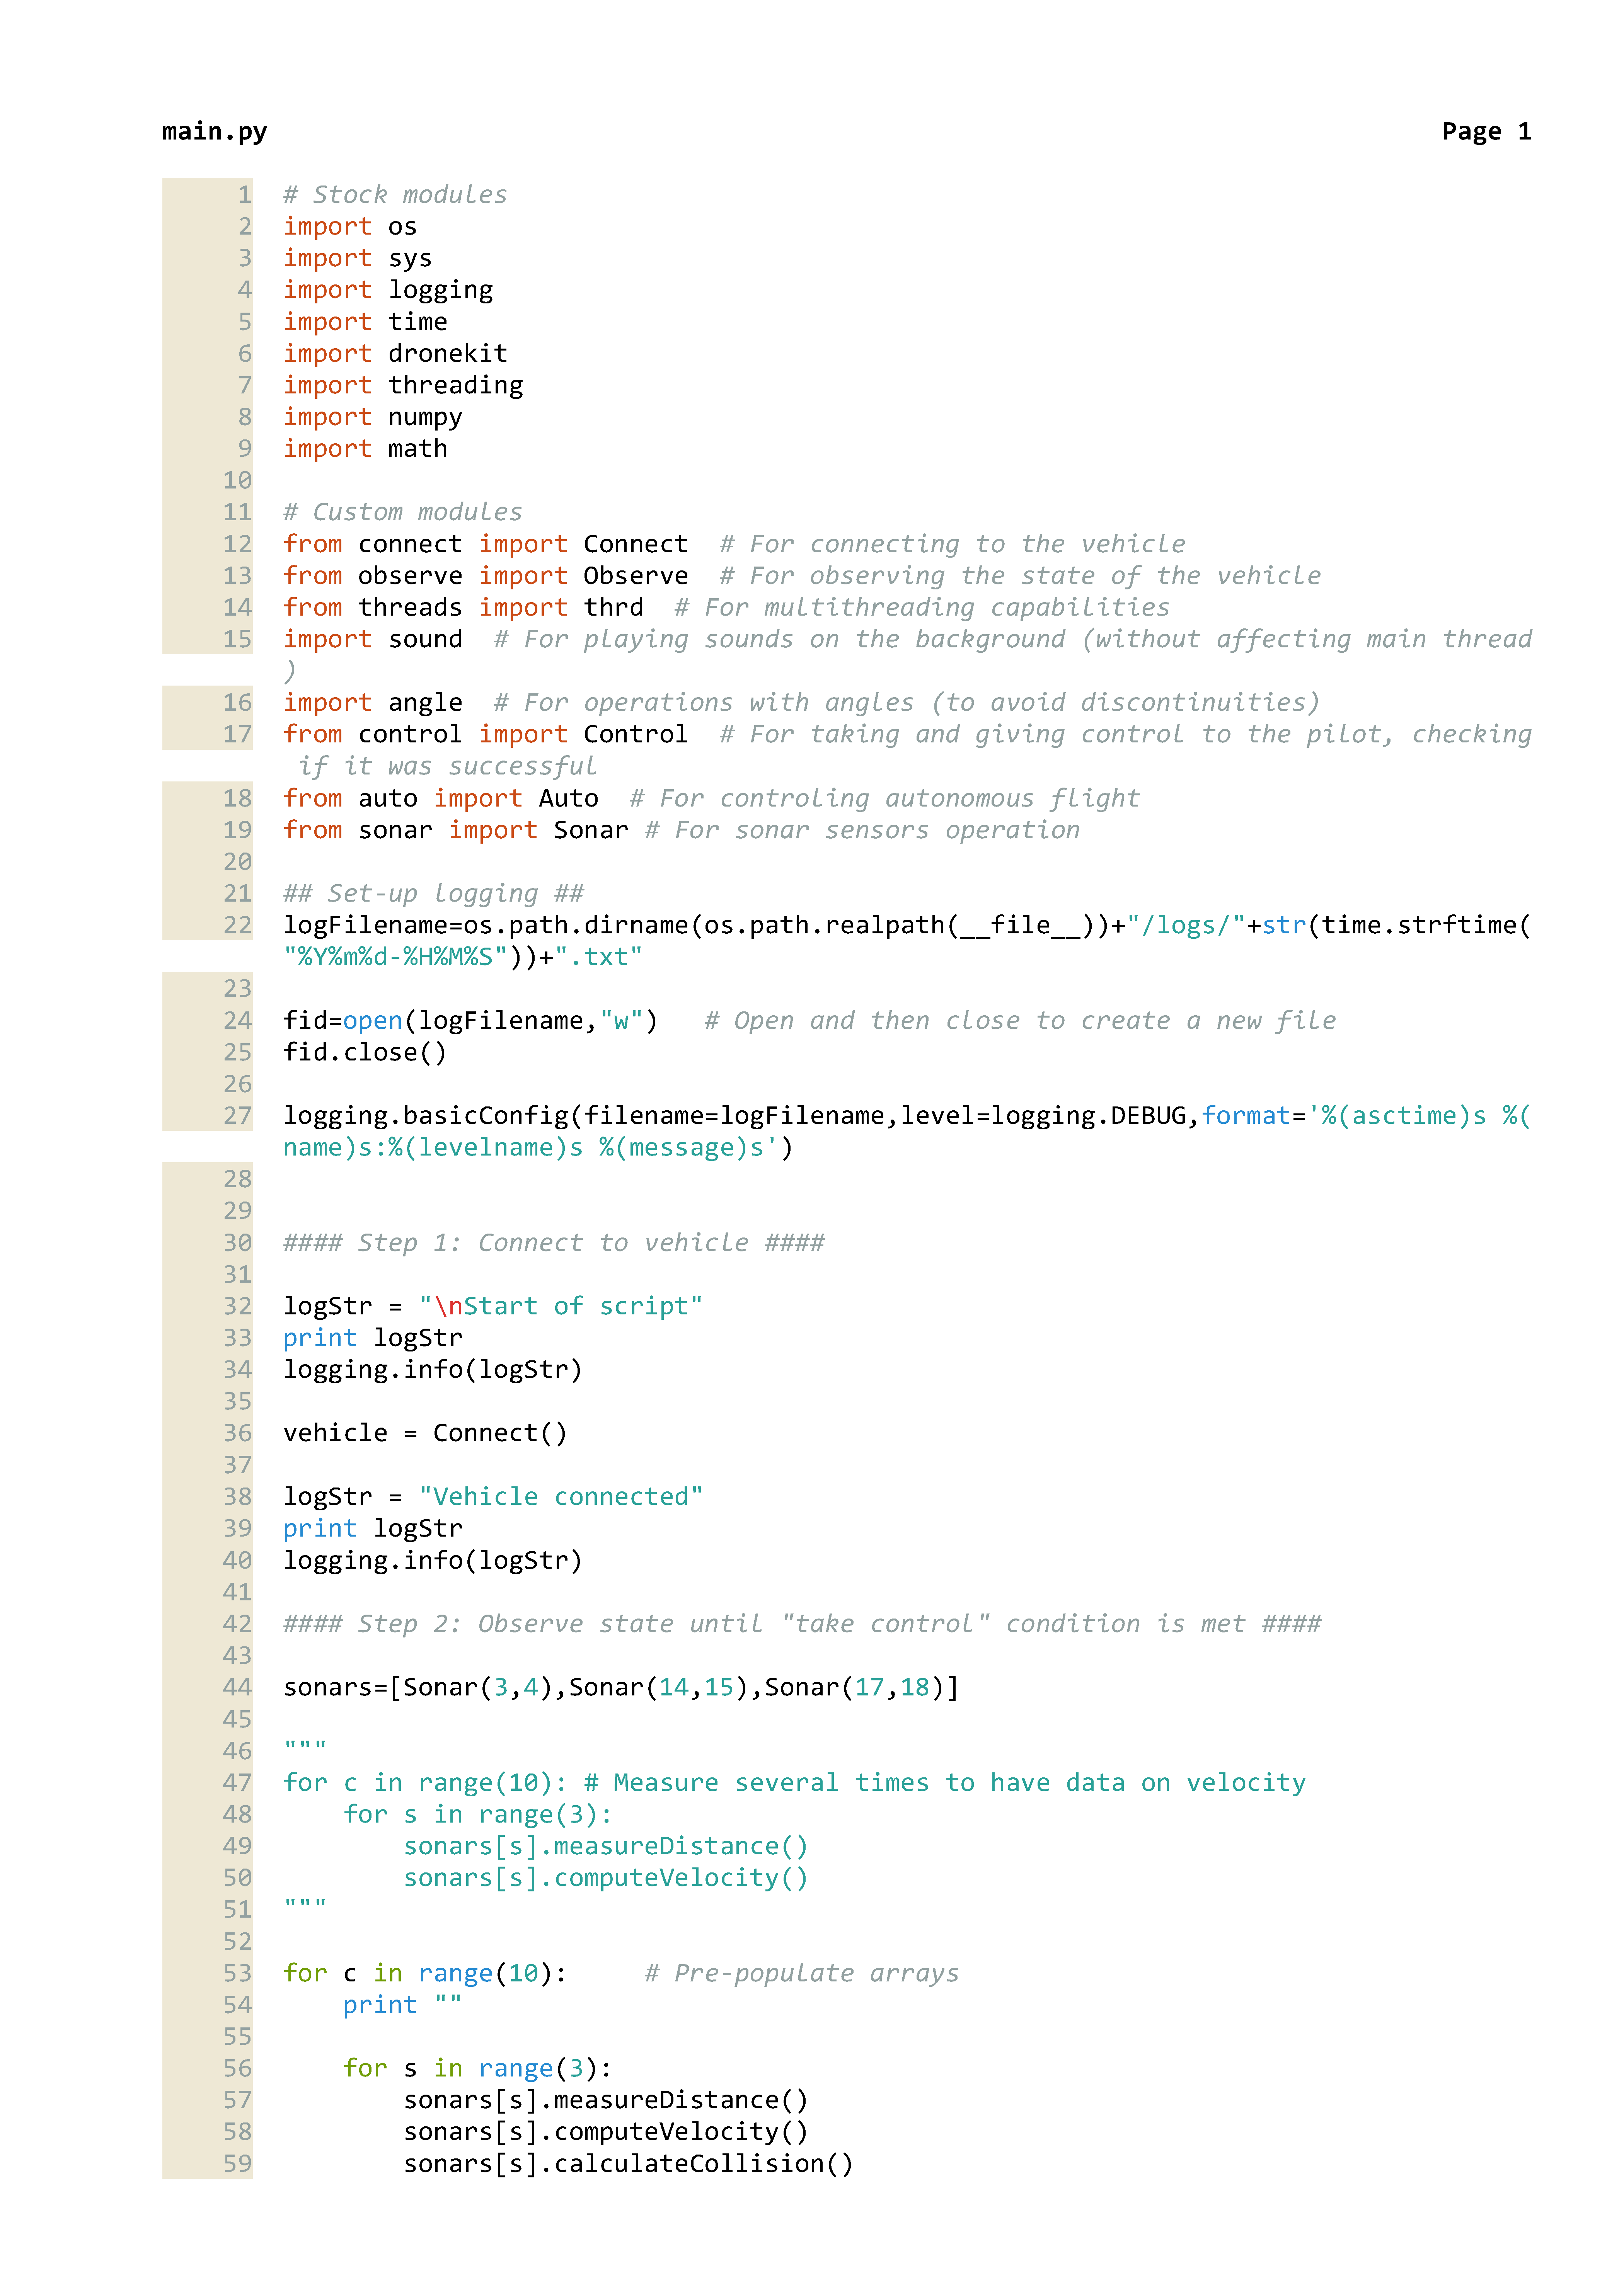 main.py Page 1
1 # Stock modules
2 import os
3 import sys
4 import logging
5 import time
6 import dronekit
7 import threading
8 import numpy
9 import math
10
11 # Custom modules
12 from connect import Connect  # For connecting to the vehicle
13 from observe import Observe  # For observing the state of the vehicle
14 from threads import thrd  # For multithreading capabilities
15 import sound  # For playing sounds on the background (without affecting main thread
)
16 import angle  # For operations with angles (to avoid discontinuities)
17 from control import Control  # For taking and giving control to the pilot, checking
 if it was successful
18 from auto import Auto  # For controling autonomous flight
19 from sonar import Sonar # For sonar sensors operation
20
21 ## Set-up logging ##
22 logFilename=os.path.dirname(os.path.realpath(__file__))+"/logs/"+str(time.strftime(
"%Y%m%d-%H%M%S"))+".txt"
23
24 fid=open(logFilename,"w")   # Open and then close to create a new file
25 fid.close()
26
27 logging.basicConfig(filename=logFilename,level=logging.DEBUG,format='%(asctime)s %(
name)s:%(levelname)s %(message)s')
28
29
30 #### Step 1: Connect to vehicle ####
31
32 logStr = "\nStart of script"
33 print logStr
34 logging.info(logStr)
35
36 vehicle = Connect()
37
38 logStr = "Vehicle connected"
39 print logStr
40 logging.info(logStr)
41
42 #### Step 2: Observe state until "take control" condition is met ####
43
44 sonars=[Sonar(3,4),Sonar(14,15),Sonar(17,18)]
45
46 """
47 for c in range(10): # Measure several times to have data on velocity
48     for s in range(3):
49         sonars[s].measureDistance()
50         sonars[s].computeVelocity()
51 """
52
53 for c in range(10):     # Pre-populate arrays
54     print ""
55
56     for s in range(3):
57         sonars[s].measureDistance()
58         sonars[s].computeVelocity()
59         sonars[s].calculateCollision()